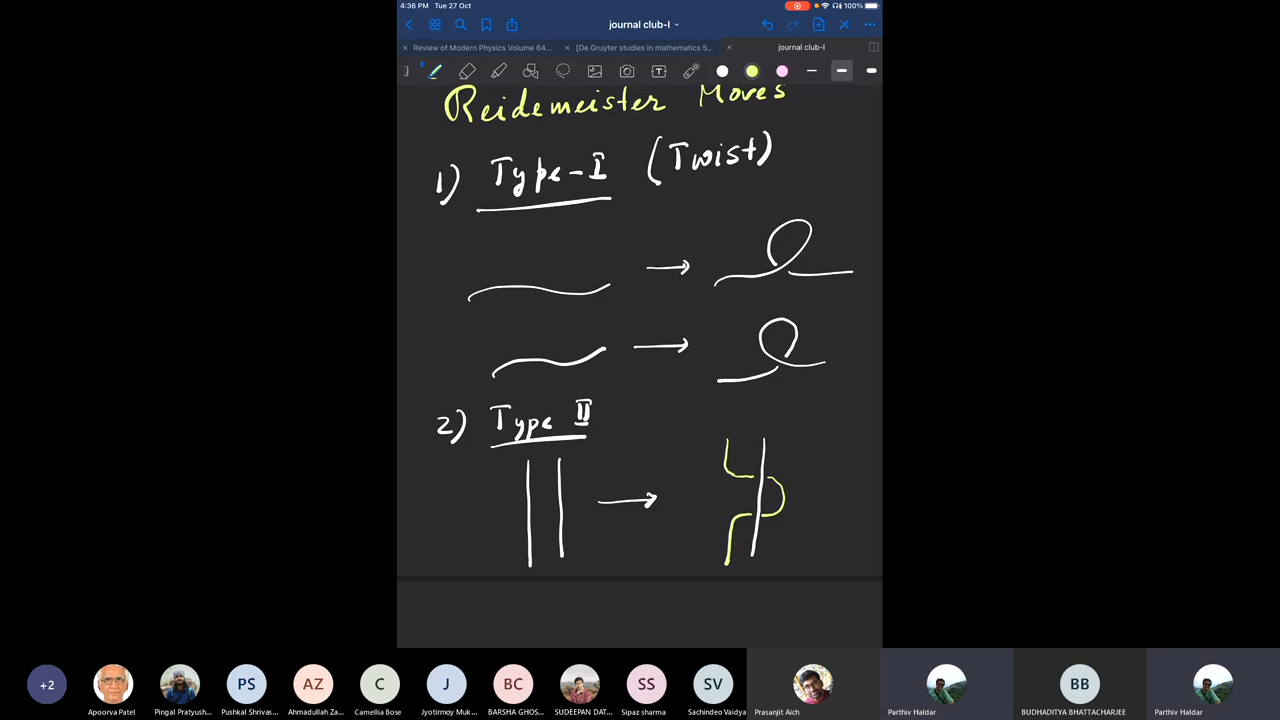 4:36 PM Tue 27 Oct
100%
journal club-I
Review of Modern Physics Volume 64...
[De Gruyter studies in mathematics 5...
journal club-I
Reidemeister Moves
1) Type-I (Twist)
2) Type II
+2
PS
AZ
C
J
BC
SS
SV
BB
Apoorva Patel
Pingal Pratyush...
Pushkal Shrivas...
Ahmadullah Za...
Camellia Bose
Jyotirmoy Muk...
BARSHA GHOS...
SUDEEPAN DAT...
Sipaz sharma
Sachindeo Vaidya
Prasanjit Aich
Parthiv Haldar
BUDHADITYA BHATTACHARJEE
Parthiv Haldar